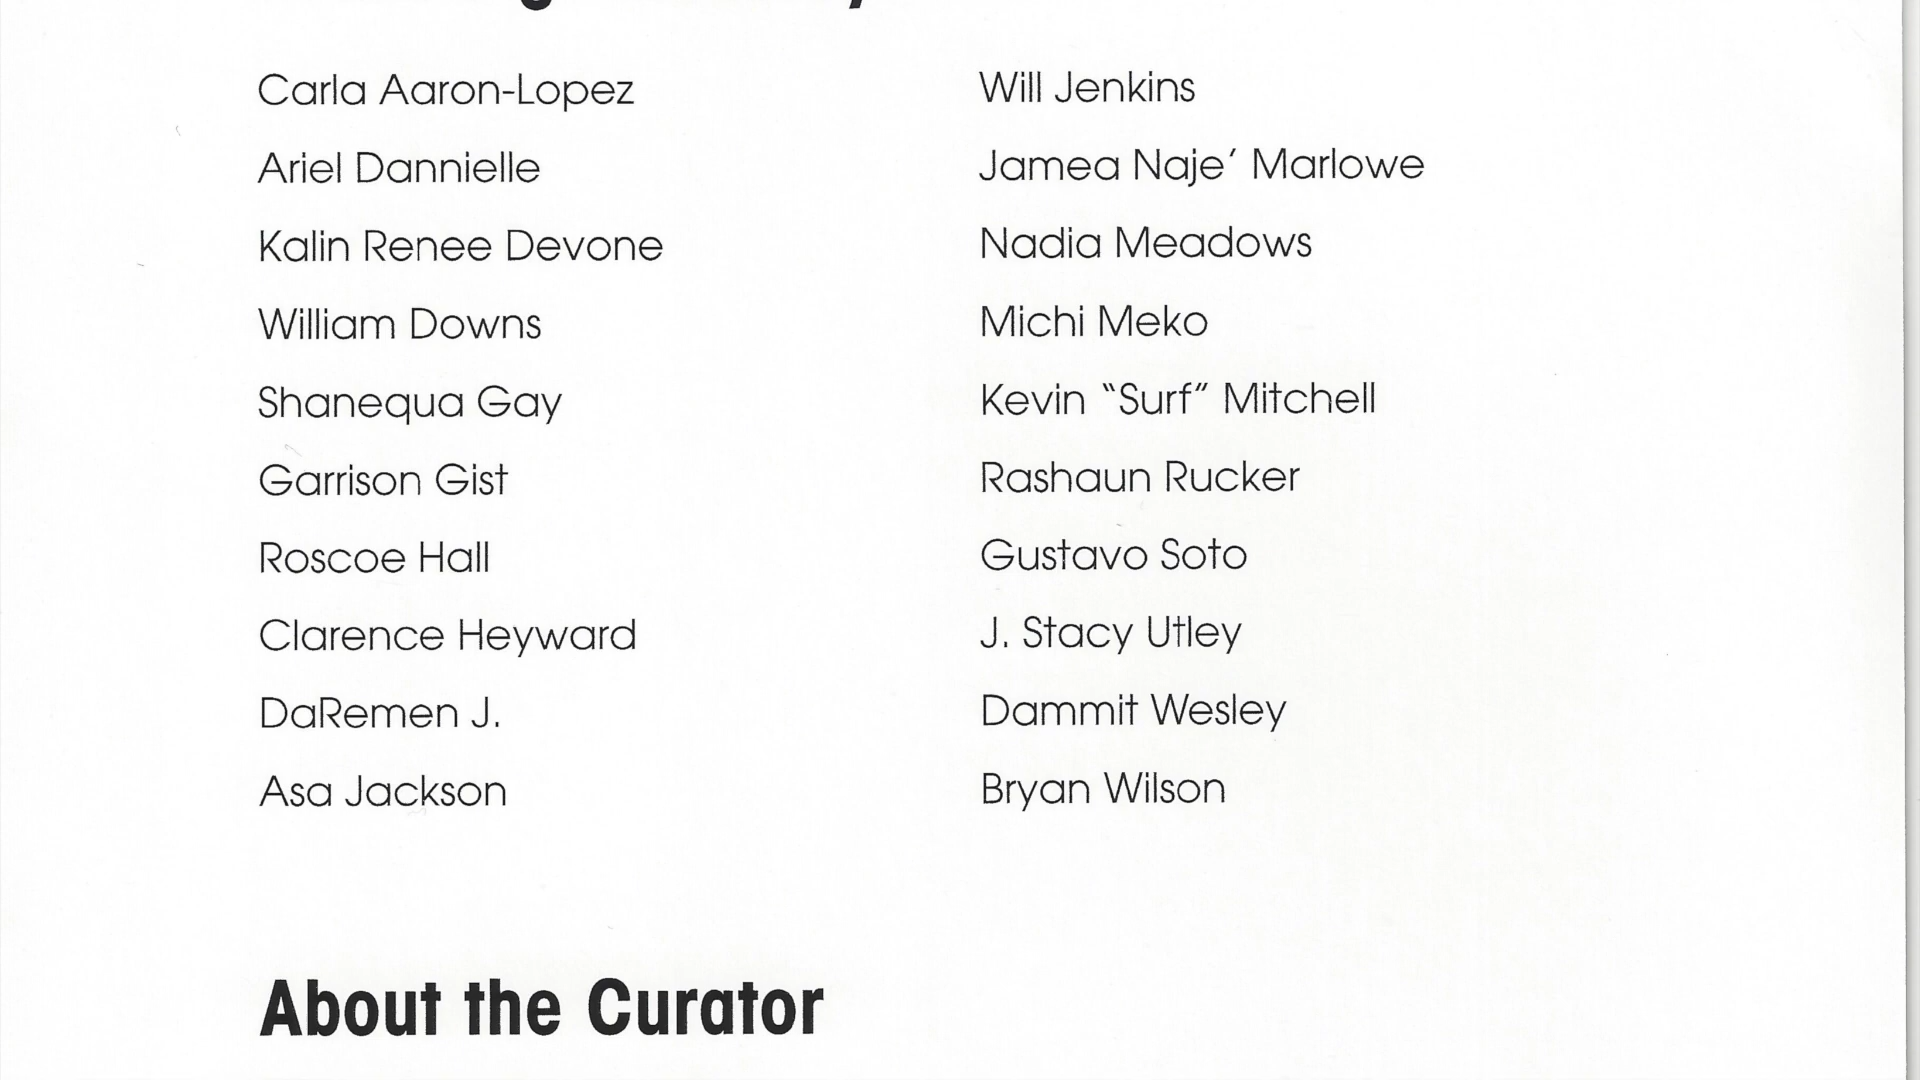 Carla Aaron-Lopez
Ariel Dannielle
Kalin Renee Devone
William Downs
Shanequa Gay
Garrison Gist
Roscoe Hall
Clarence Heyward
DaRemen J.
Asa Jackson
Will Jenkins
Jamea Naje’ Marlowe
Nadia Meadows
Michi Meko
Kevin “Surf” Mitchell
Rashaun Rucker
Gustavo Soto
J. Stacy Utley
Dammit Wesley
Bryan Wilson
About the Curator